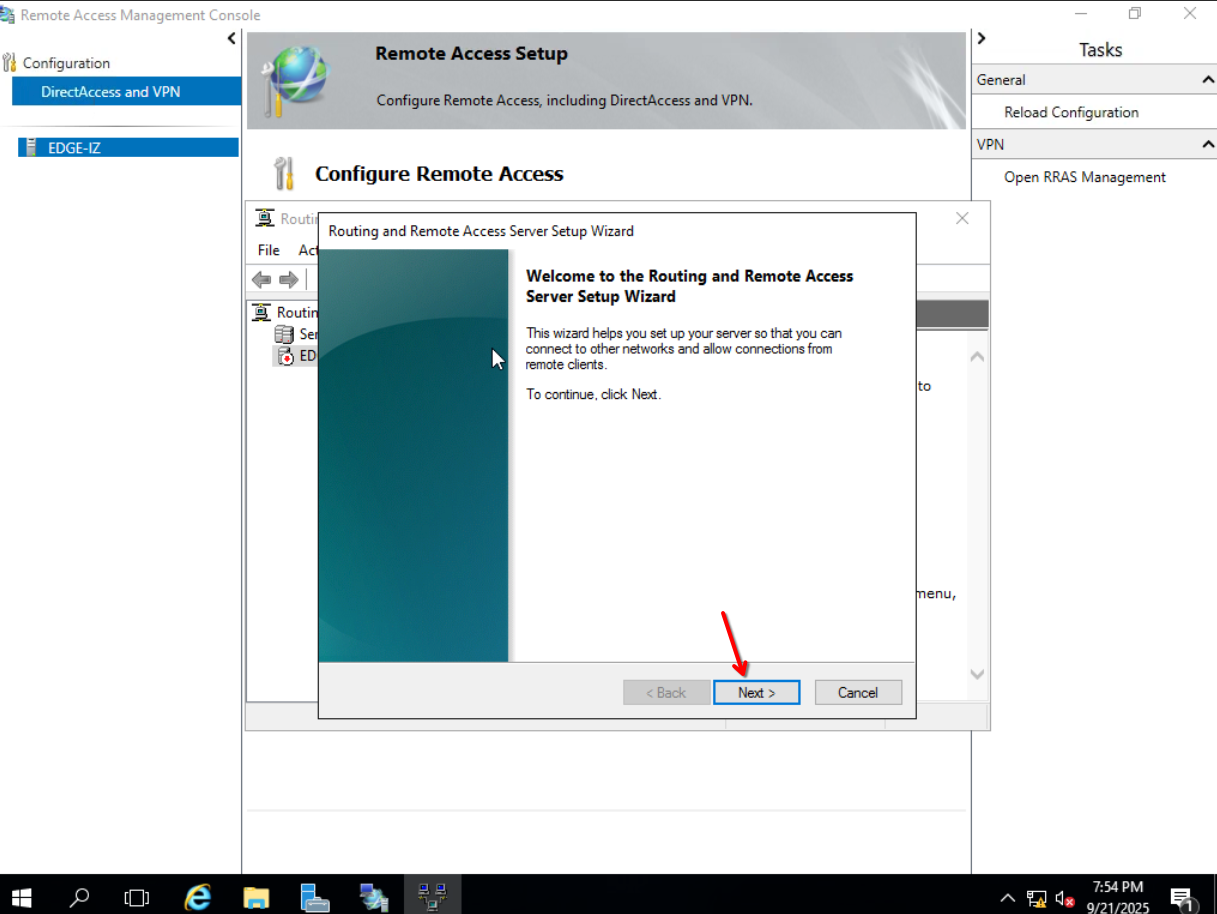 Remote Access Management Console
Configuration
DirectAccess and VPN
EDGE-IZ
Remote Access Setup
Configure Remote Access, including DirectAccess and VPN.
Configure Remote Access
Tasks
General
Reload Configuration
VPN
Open RRAS Management
Routi
File Act
Routin
Ser
ED
to
menu,
Routing and Remote Access Server Setup Wizard
Welcome to the Routing and Remote Access
Server Setup Wizard
This wizard helps you set up your server so that you can
connect to other networks and allow connections from
remote clients.
To continue, click Next.
< Back Next > Cancel
7:54 PM
9/21/2025
1